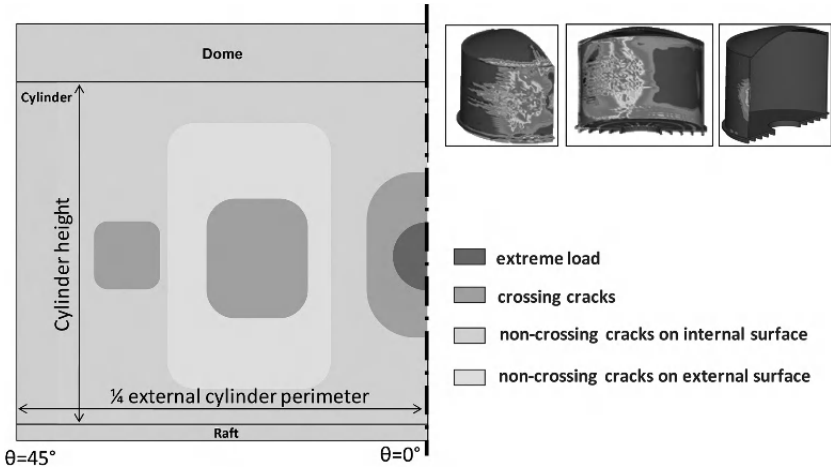 Dome
Cylinder
Cylinder height
¼ external cylinder perimeter
Raft
θ=45°
θ=0°
extreme load
crossing cracks
non-crossing cracks on internal surface
non-crossing cracks on external surface